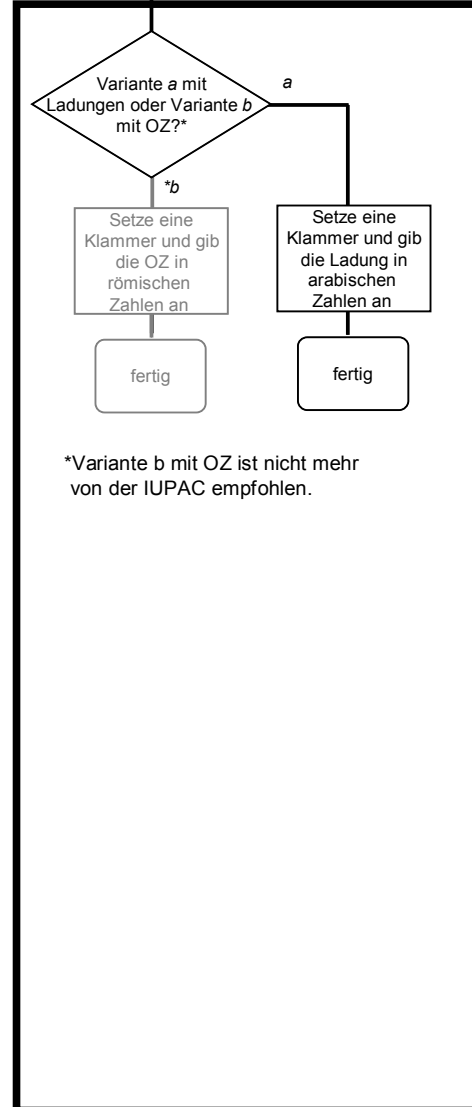 Variante a mit
Ladungen oder Variante b
mit OZ?*
a
*b
Setze eine
Klammer und gib
die OZ in
römischen
Zahlen an
Setze eine
Klammer und gib
die Ladung in
arabischen
Zahlen an
fertig
fertig
*Variante b mit OZ ist nicht mehr
von der IUPAC empfohlen.